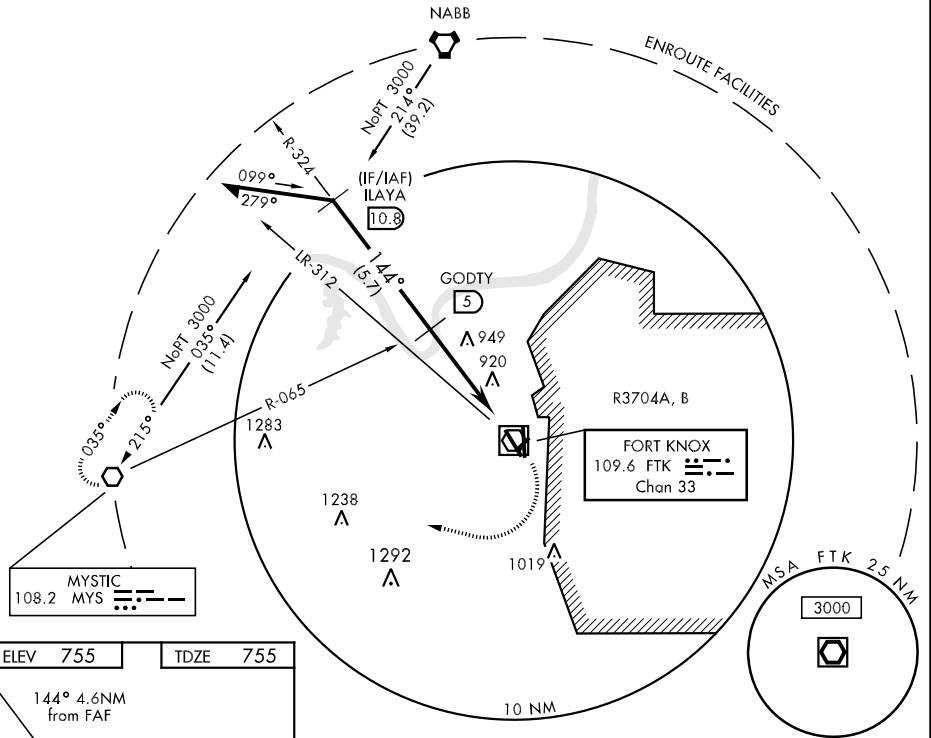 NABB
ENROUTE FACILITIES
NoPT 3000
214°
(39.2)
R-324
099°
279°
(IF/IAF)
ILAYA
10.8
LR-312
144°
(5.7)
GODTY
5
949
920
NoPT 3000
035°
(11.4)
R-065
R3704A, B
1283
035°
215°
FORT KNOX
109.6 FTK
Chan 33
1238
1292
1019
MYSTIC
108.2 MYS
MSA FTK 25 NM
3000
ELEV 755
TDZE 755
144° 4.6NM
from FAF
10 NM